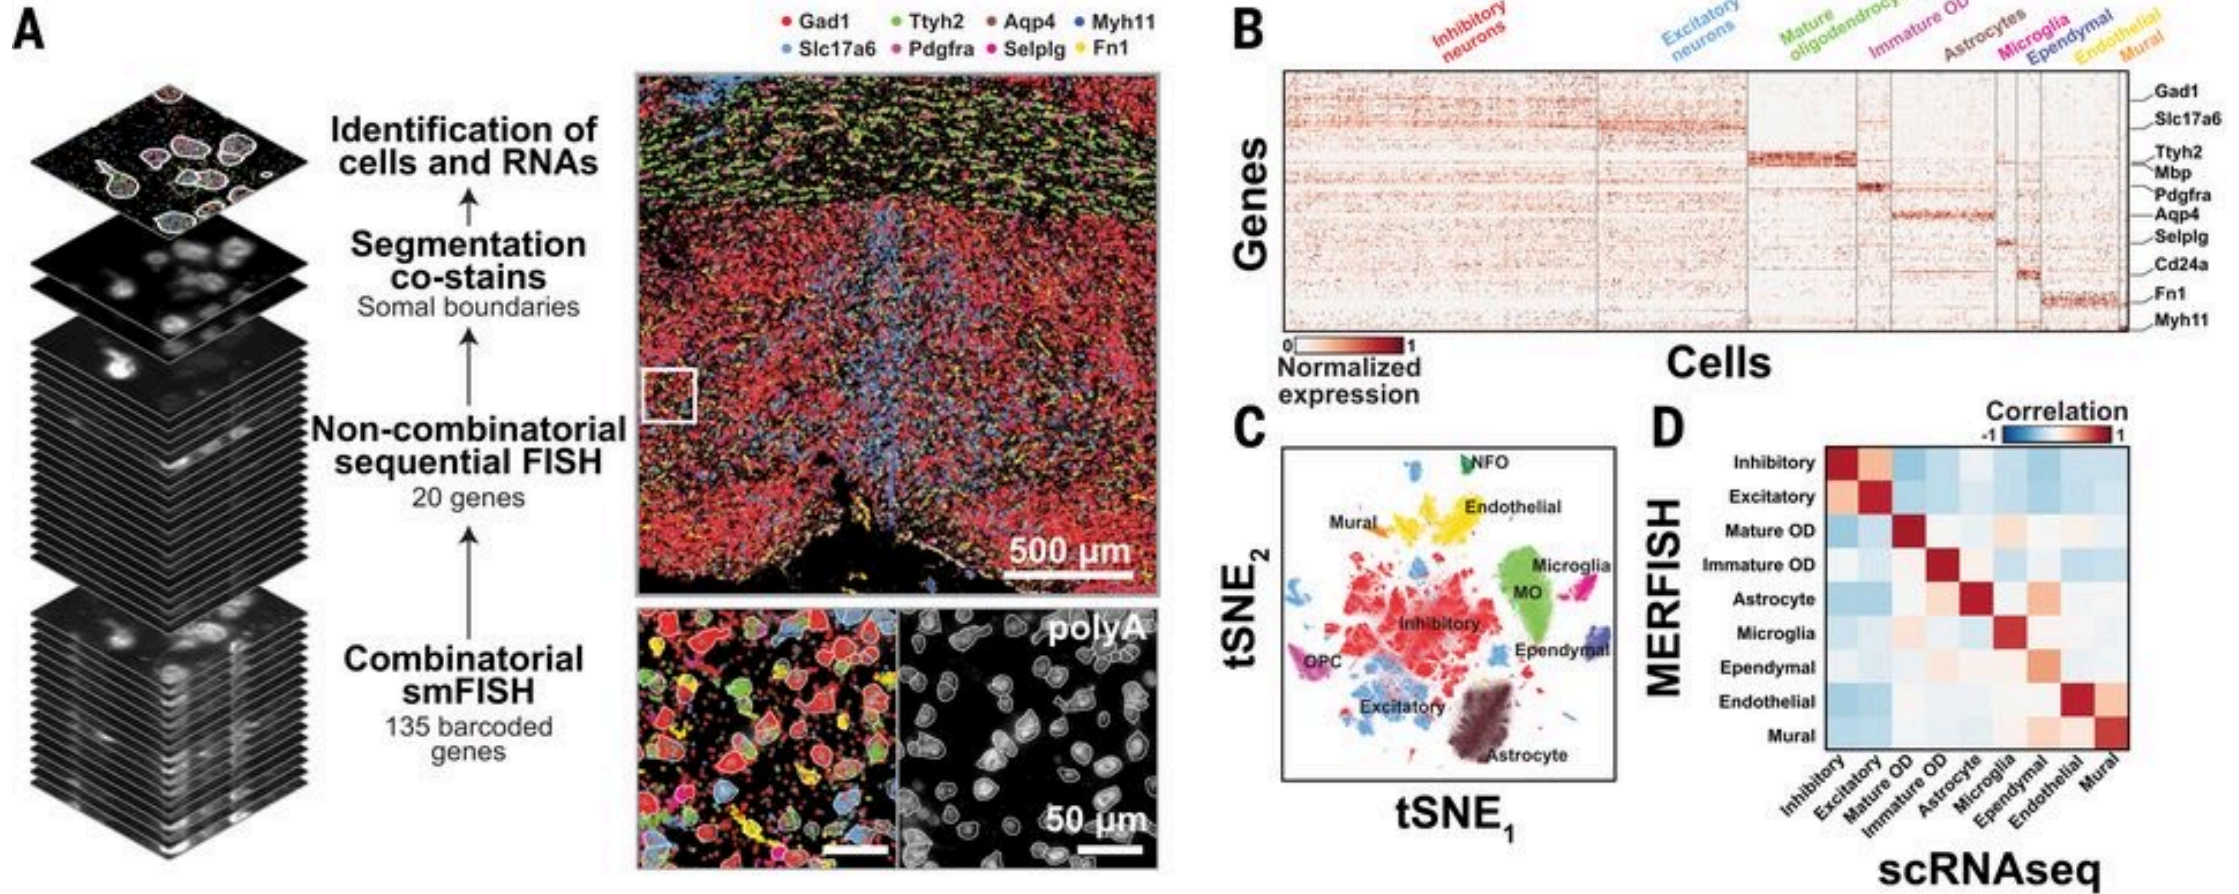 A
Gad1 Ttyh2 Aqp4 Myh11
Slc17a6 Pdgfra Selplg Fn1
Identification of
cells and RNAs
Segmentation
co-stains
Somal boundaries
Non-combinatorial
sequential FISH
20 genes
Combinatorial
smFISH
135 barcoded
genes
500 µm
polyA
50 µm
B
Inhibitory
neurons
Excitatory
neurons
Mature
Immature OD
Astrocytes
Microglia
Ependymal
Endothelial
Mural
Genes
Gad1
Slc17a6
Ttyh2
Mbp
Pdgfra
Aqp4
Selplg
Cd24a
Fn1
Myh11
0 1
Normalized
expression
Cells
C
NFO
Endothelial
Mural
Microglia
MO
Inhibitory
Ependymal
OPC
Excitatory
Astrocyte
tSNE2
tSNE1
D
Correlation
-1 1
MERFISH
Inhibitory
Excitatory
Mature OD
Immature OD
Astrocyte
Microglia
Ependymal
Endothelial
Mural
Inhibitory
Excitatory
Mature OD
Immature OD
Astrocyte
Microglia
Ependymal
Endothelial
Mural
scRNAseq